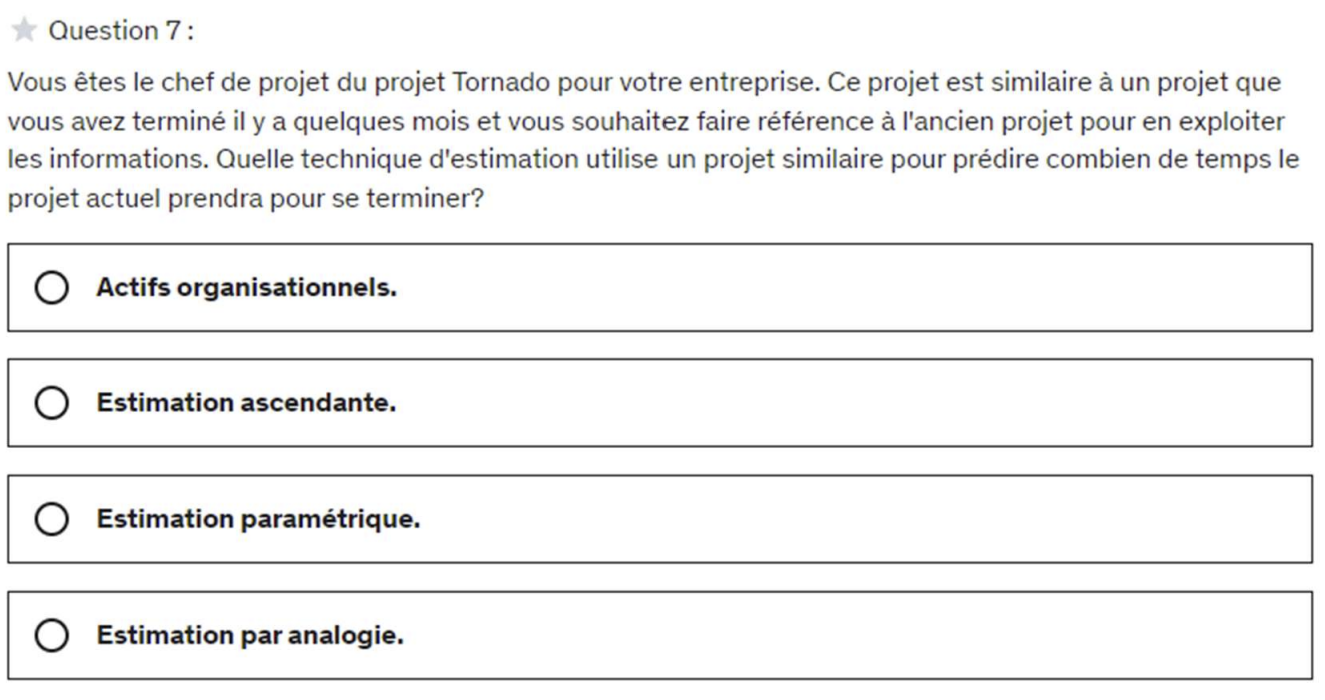 Question 7 :
Vous êtes le chef de projet du projet Tornado pour votre entreprise. Ce projet est similaire à un projet que
vous avez terminé il y a quelques mois et vous souhaitez faire référence à l'ancien projet pour en exploiter
les informations. Quelle technique d'estimation utilise un projet similaire pour prédire combien de temps le
projet actuel prendra pour se terminer?
Actifs organisationnels.
Estimation ascendante.
Estimation paramétrique.
Estimation par analogie.